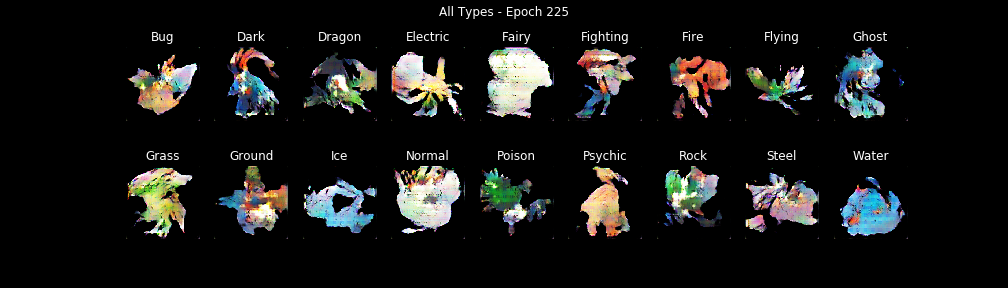 All Types - Epoch 225
Bug Dark Dragon Electric Fairy Fighting Fire Flying Ghost
Grass Ground Ice Normal Poison Psychic Rock Steel Water